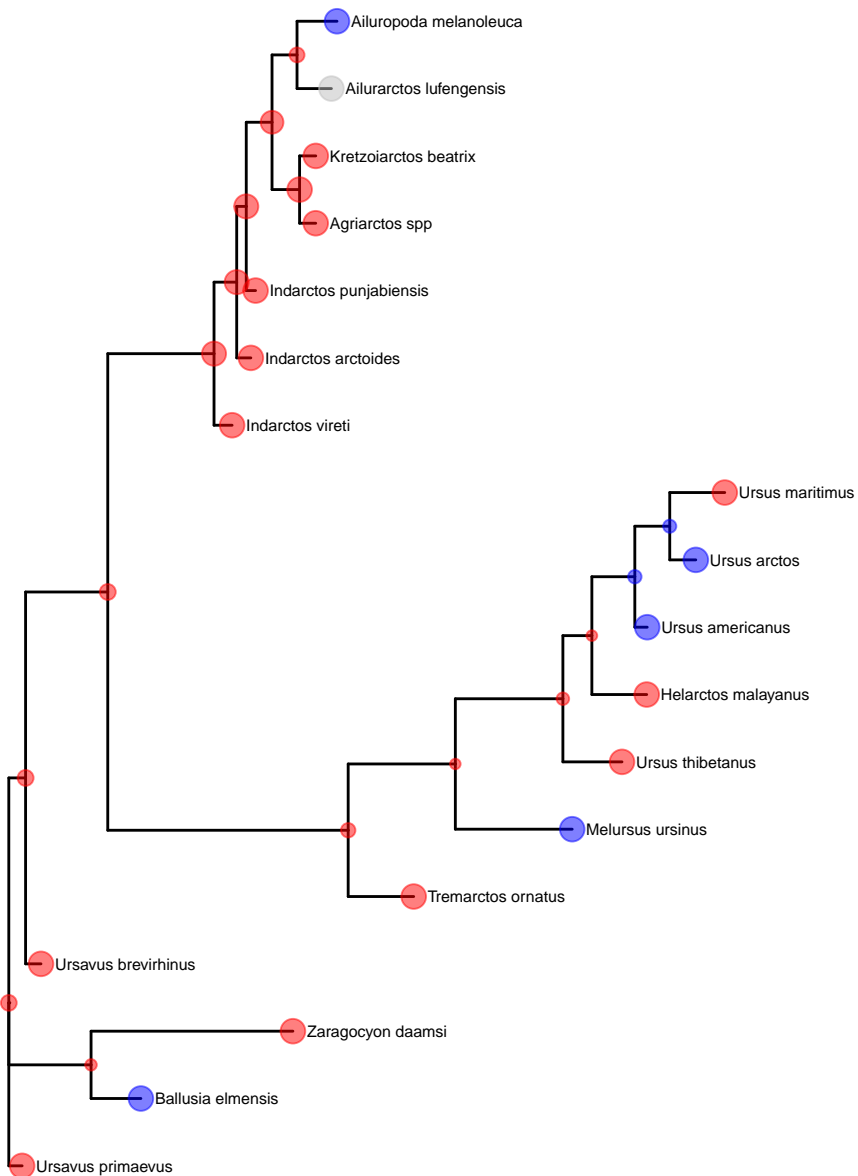 Ailuropoda melanoleuca
Ailurarctos lufengensis
Kretzoiarctos beatrix
Agriarctos spp
Indarctos punjabiensis
Indarctos arctoides
Indarctos vireti
Ursus maritimus
Ursus arctos
Ursus americanus
Helarctos malayanus
Ursus thibetanus
Melursus ursinus
Tremarctos ornatus
Ursavus brevirhinus
Zaragocyon daamsi
Ballusia elmensis
Ursavus primaevus